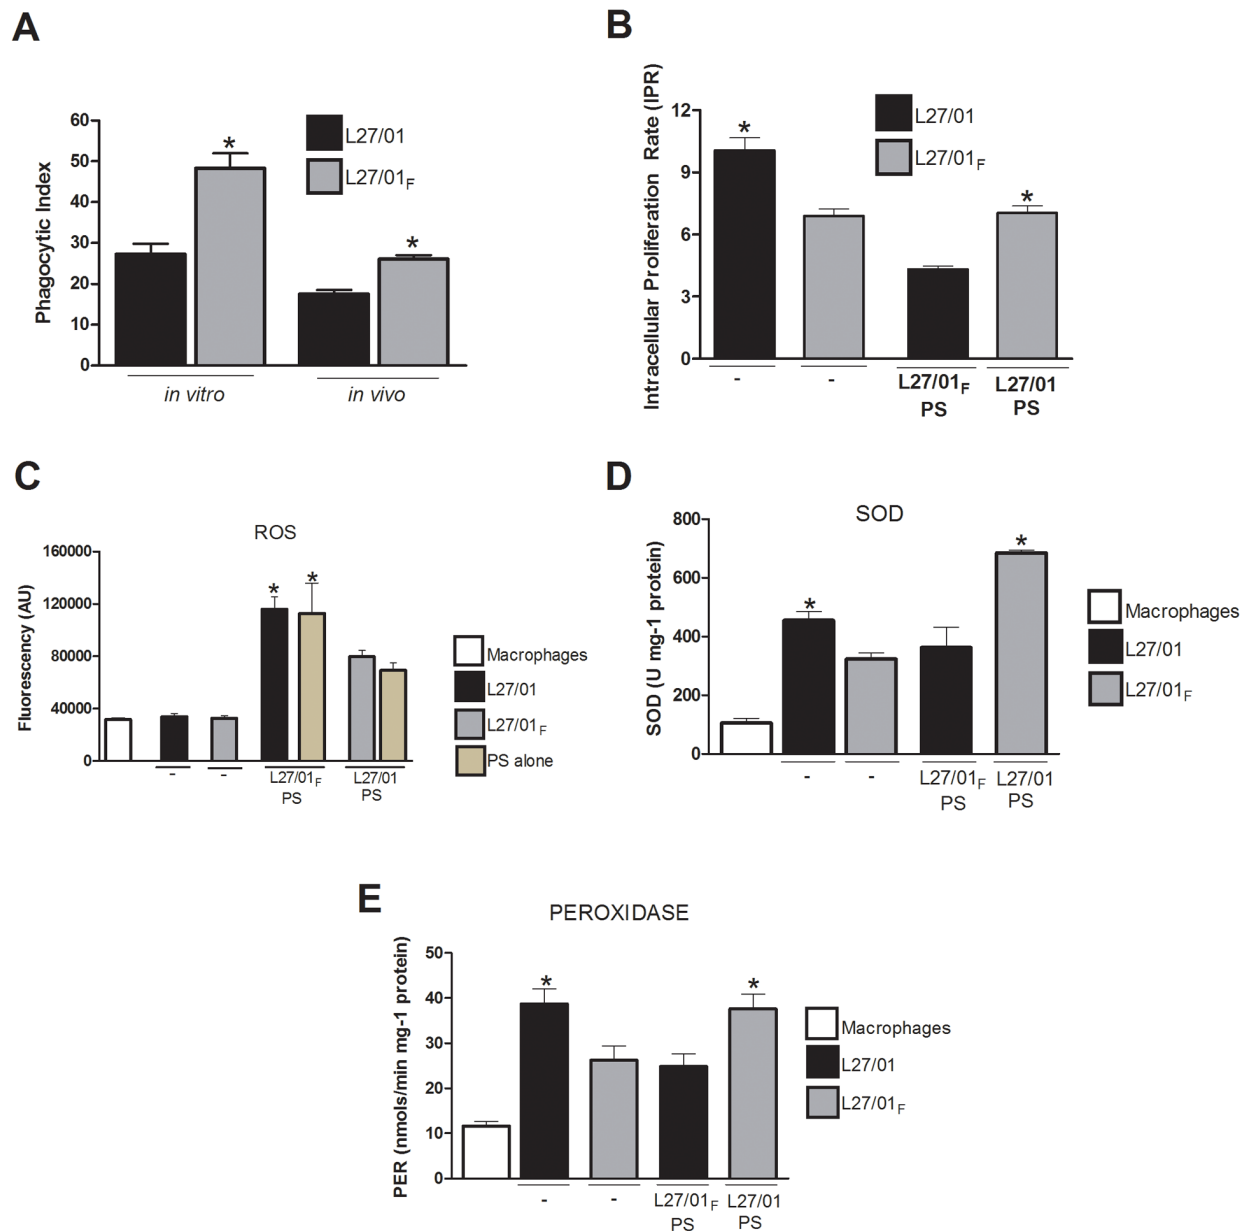 A
Phagocytic Index
60
50
40
30
20
10
0
*
*
L27/01
L27/01F
in vitro
in vivo
B
Intracellular Proliferation Rate (IPR)
12
9
6
3
0
*
*
L27/01
L27/01F
-
-
L27/01F
PS
L27/01
PS
C
ROS
Fluorescency (AU)
160000
120000
80000
40000
0
*
*
-
-
L27/01F
PS
L27/01
PS
Macrophages
L27/01
L27/01F
PS alone
D
SOD
SOD (U mg-1 protein)
800
600
400
200
0
*
*
-
-
L27/01F
PS
L27/01
PS
Macrophages
L27/01
L27/01F
E
PEROXIDASE
PER (nmols/min mg-1 protein)
50
40
30
20
10
0
*
*
-
-
L27/01F
PS
L27/01
PS
Macrophages
L27/01
L27/01F